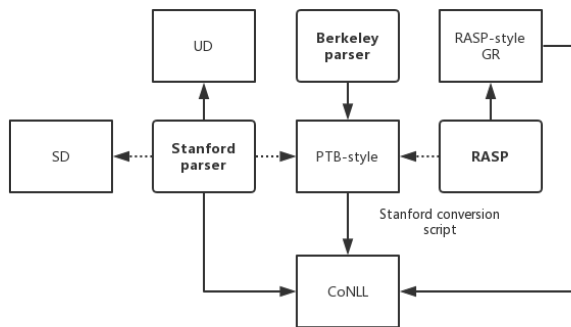 UD
Berkeley
parser
RASP-style
GR
SD
Stanford
parser
PTB-style
RASP
Stanford conversion
script
CoNLL